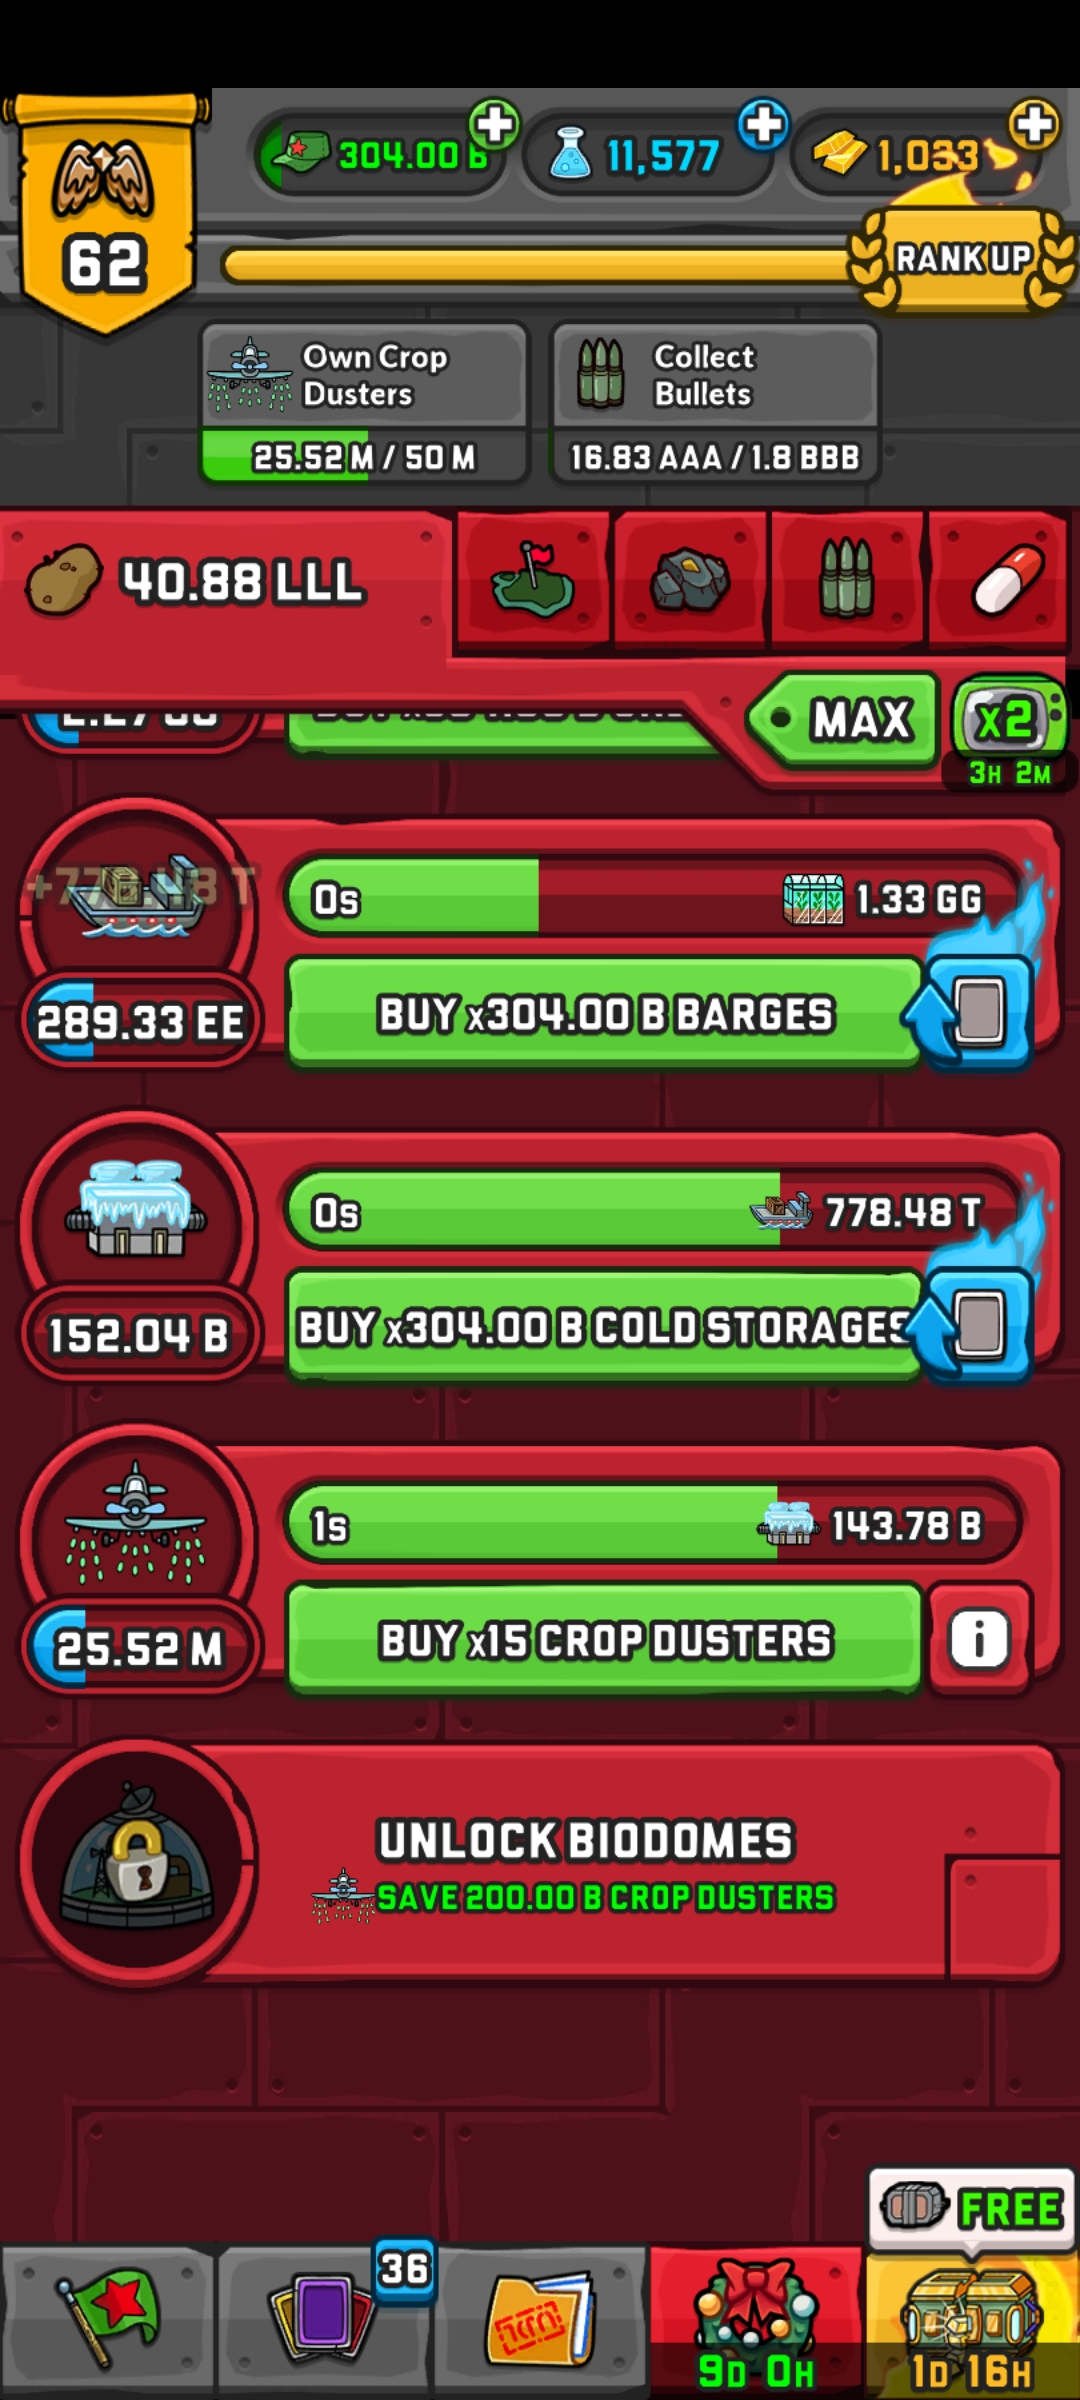 304.00 B
11,577
1,033
62
RANK UP
Own Crop
Dusters
25.52 M / 50 M
Collect
Bullets
16.83 AAA / 1.8 BBB
40.88 LLL
MAX
x2
3H 2M
0s
1.33 GG
289.33 EE
BUY x304.00 B BARGES
0s
778.48 T
152.04 B
BUY x304.00 B COLD STORAGES
1s
143.78 B
25.52 M
BUY x15 CROP DUSTERS
i
UNLOCK BIODOMES
SAVE 200.00 B CROP DUSTERS
FREE
36
9D 0H
1D 16H